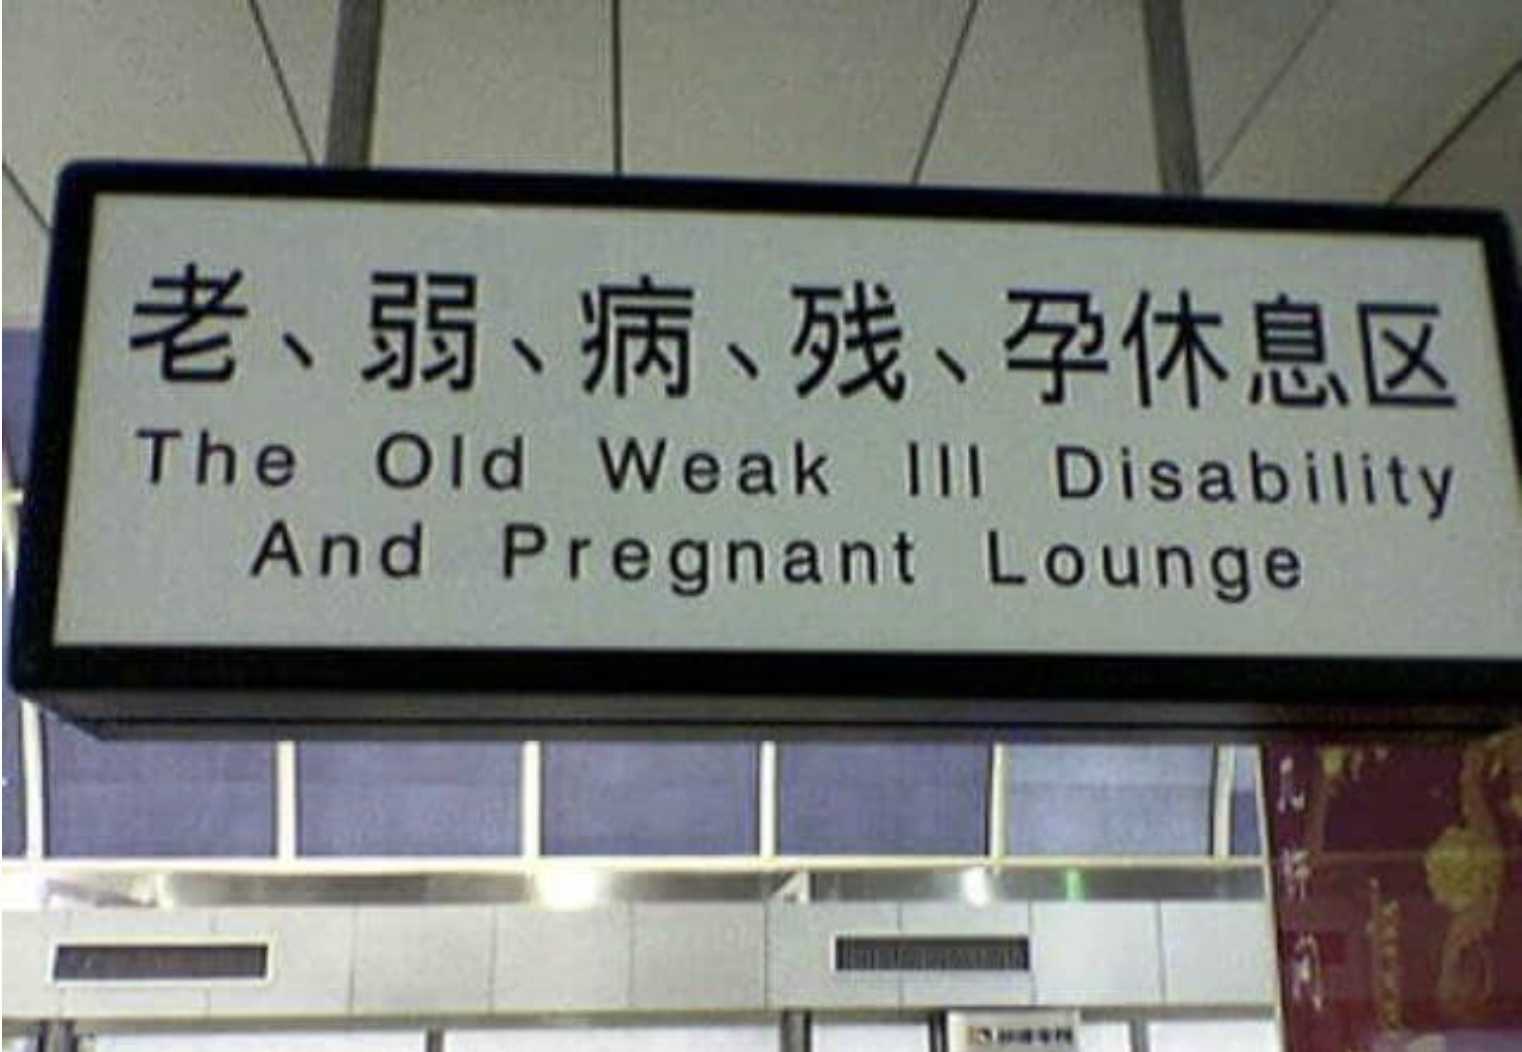 老、弱、病、残、孕休息区
The Old Weak Ill Disability
And Pregnant Lounge